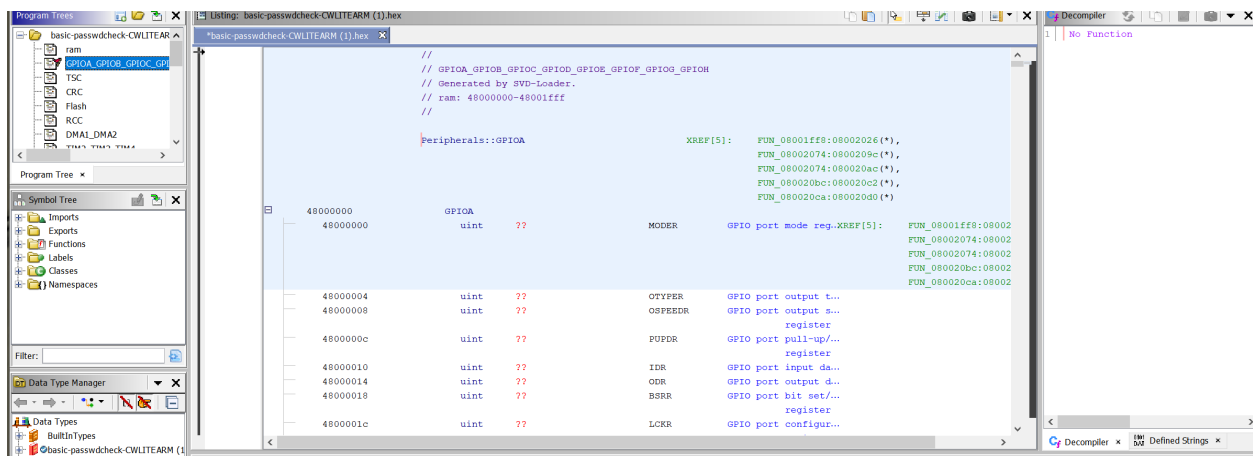 Program Trees
basic-passwdcheck-CWLITEAR
ram
GPIOA_GPIOB_GPIOC_GPI
TSC
CRC
Flash
RCC
DMA1_DMA2
Program Tree ×
Symbol Tree
Imports
Exports
Functions
Labels
Classes
Namespaces
Filter:
Data Type Manager
Data Types
BuiltInTypes
basic-passwdcheck-CWLITEARM (1
Listing: basic-passwdcheck-CWLITEARM (1).hex
*basic-passwdcheck-CWLITEARM (1).hex
//
// GPIOA_GPIOB_GPIOC_GPIOD_GPIOE_GPIOF_GPIOG_GPIOH
// Generated by SVD-Loader.
// ram: 48000000-48001fff
//
Peripherals::GPIOA XREF[5]: FUN_08001ff8:08002026(*),
FUN_08002074:0800209c(*),
FUN_08002074:080020ac(*),
FUN_080020bc:080020c2(*),
FUN_080020ca:080020d0(*)
48000000 GPIOA
48000000 uint ?? MODER GPIO port mode reg…XREF[5]: FUN_08001ff8:08002
FUN_08002074:08002
FUN_08002074:08002
FUN_080020bc:08002
FUN_080020ca:08002
48000004 uint ?? OTYPER GPIO port output t…
48000008 uint ?? OSPEEDR GPIO port output s…
register
4800000c uint ?? PUPDR GPIO port pull-up/…
register
48000010 uint ?? IDR GPIO port input da…
48000014 uint ?? ODR GPIO port output d…
48000018 uint ?? BSRR GPIO port bit set/…
register
4800001c uint ?? LCKR GPIO port configur…
Decompiler
1 No Function
Decompiler × Defined Strings ×